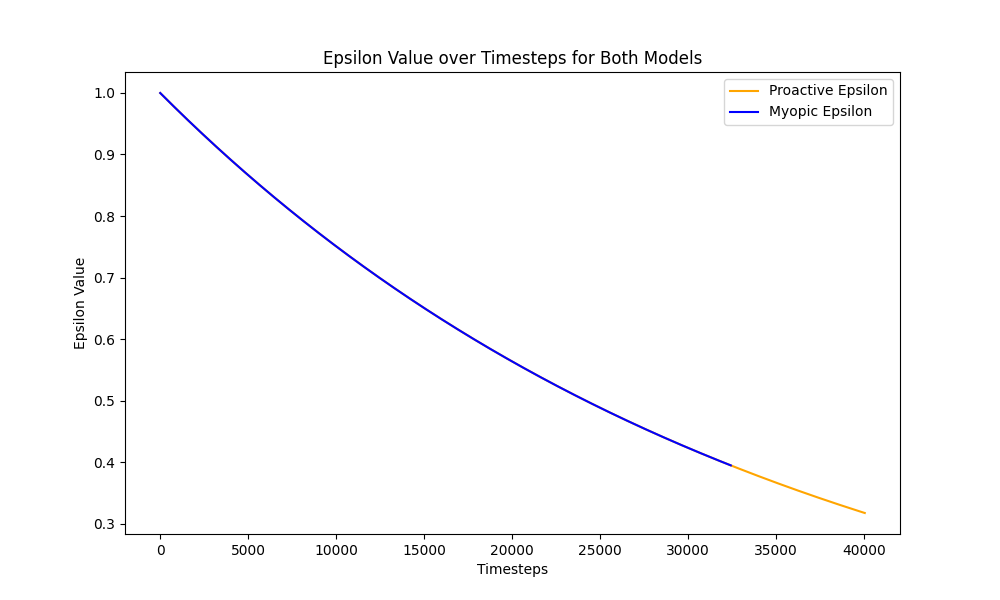 Epsilon Value over Timesteps for Both Models
Proactive Epsilon
Myopic Epsilon
1.0
0.9
0.8
0.7
0.6
0.5
0.4
0.3
Epsilon Value
0 5000 10000 15000 20000 25000 30000 35000 40000
Timesteps